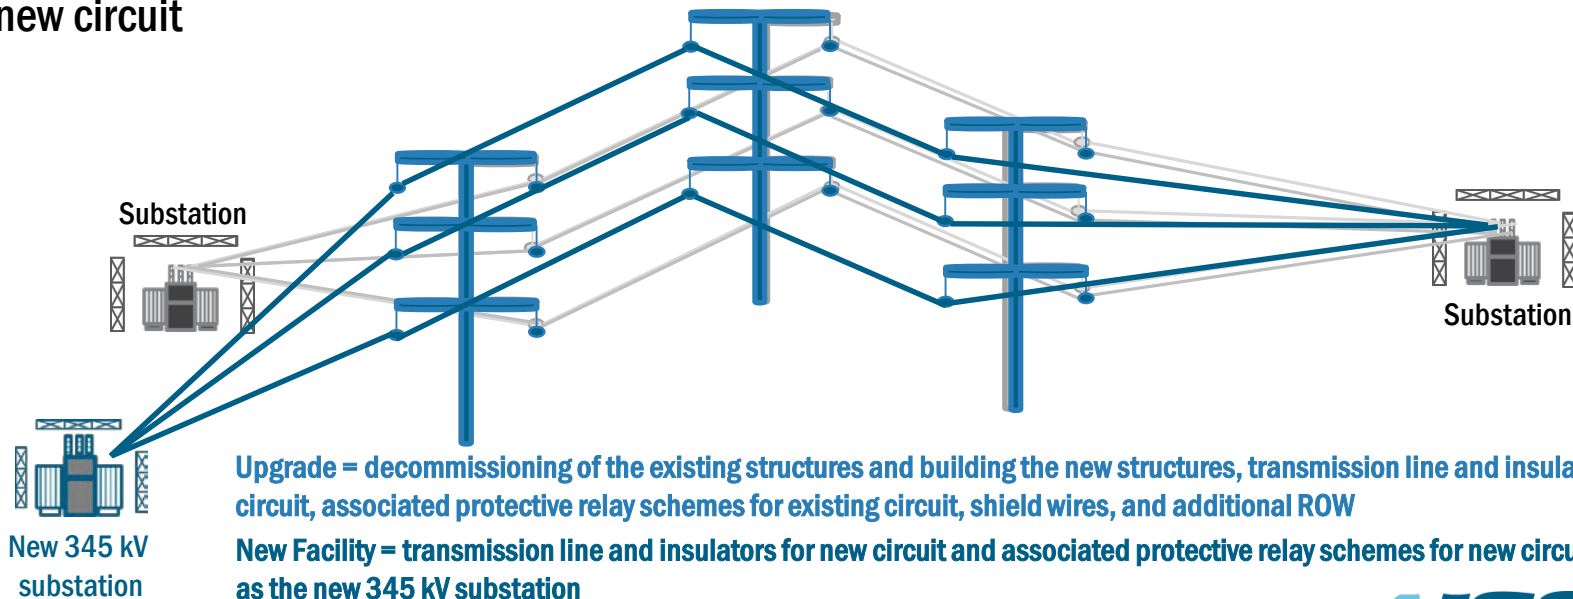 new circuit
Substation
Substation
New 345 kV
substation
Upgrade = decommissioning of the existing structures and building the new structures, transmission line and
circuit, associated protective relay schemes for existing circuit, shield wires, and additional ROW
New Facility = transmission line and insulators for new circuit and associated protective relay schemes for new
as the new 345 kV substation